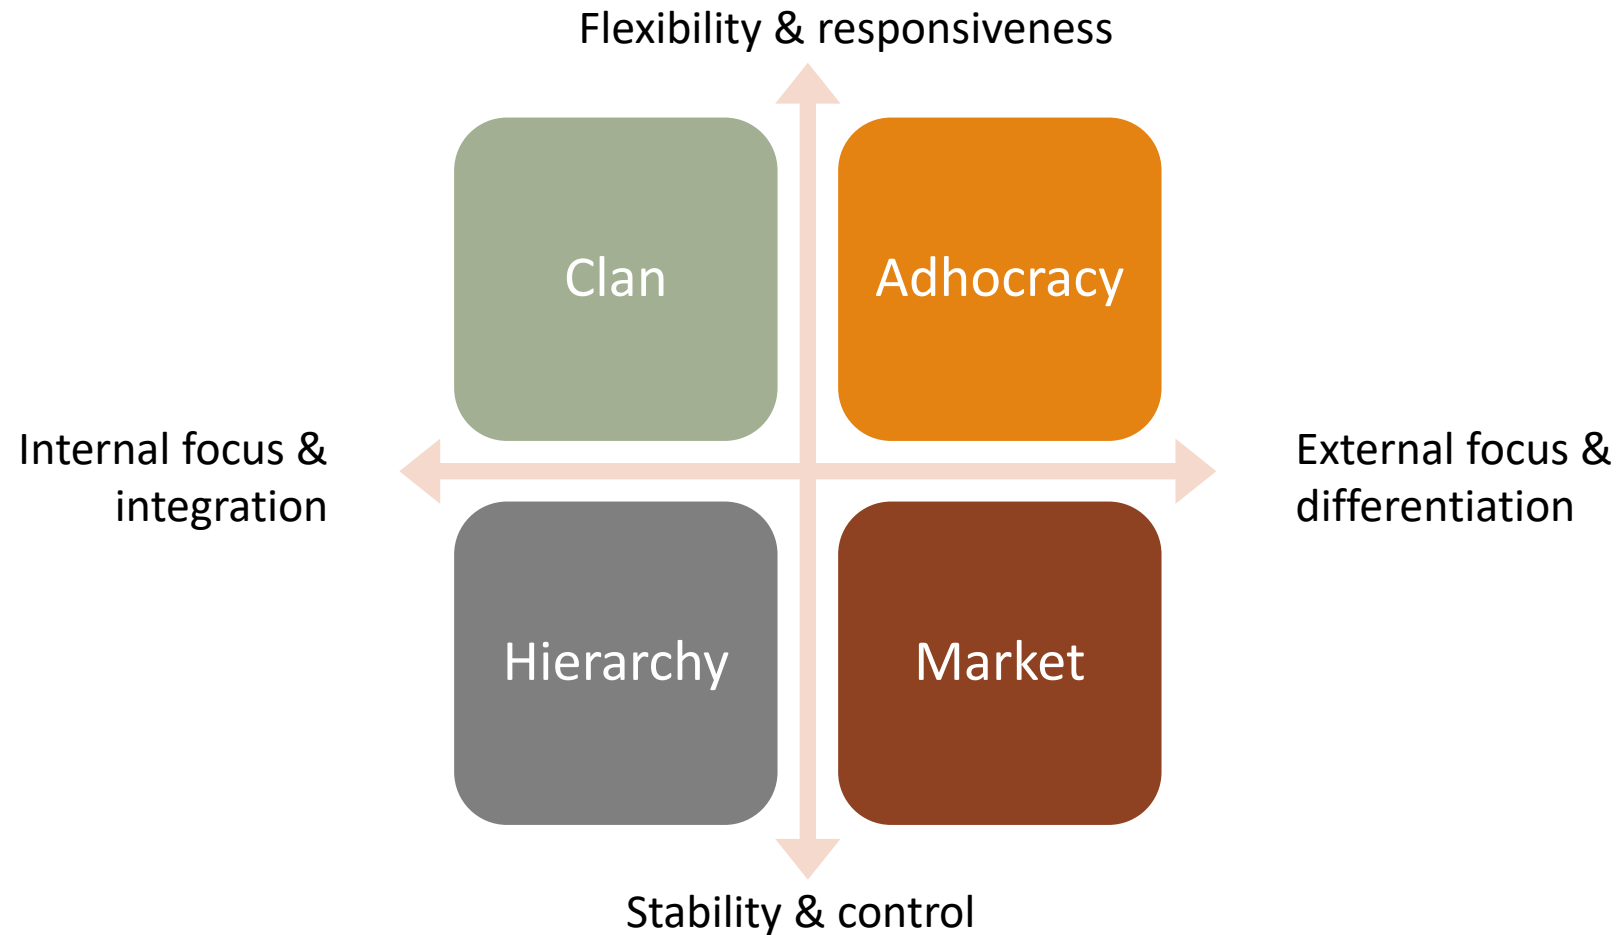 Flexibility & responsiveness
Clan
Adhocracy
Internal focus &
integration
External focus &
differentiation
Hierarchy
Market
Stability & control